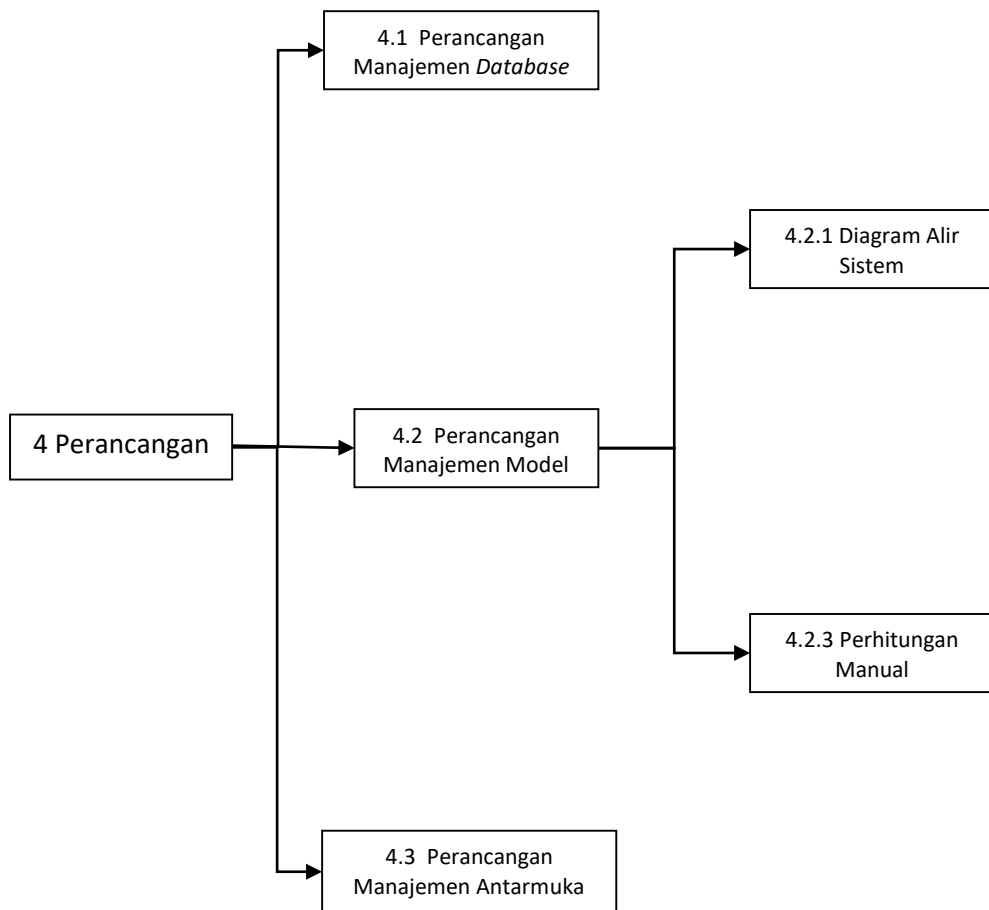 4.1 Perancangan
Manajemen Database
4.2.1 Diagram Alir
Sistem
4 Perancangan
4.2 Perancangan
Manajemen Model
4.2.3 Perhitungan
Manual
4.3 Perancangan
Manajemen Antarmuka